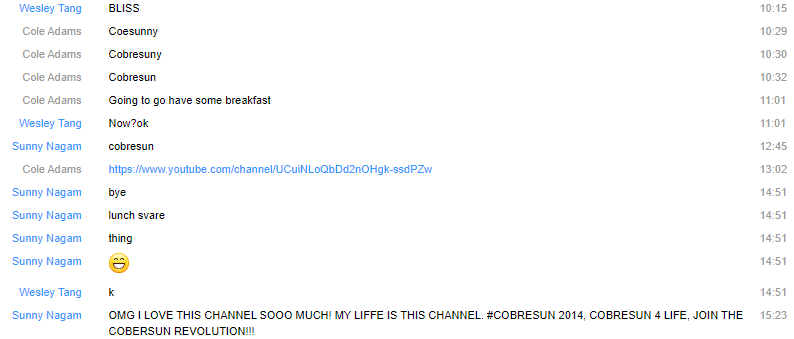 Wesley Tang BLISS 10:15
Cole Adams Coesunny 10:29
Cole Adams Cobresuny 10:30
Cole Adams Cobresun 10:32
Cole Adams Going to go have some breakfast 11:01
Wesley Tang Now?ok 11:01
Sunny Nagam cobresun 12:45
Cole Adams https://www.youtube.com/channel/UCuiNLoQbDd2nOHgk-ssdPZw 13:02
Sunny Nagam bye 14:51
Sunny Nagam lunch svare 14:51
Sunny Nagam thing 14:51
Sunny Nagam 14:51
Wesley Tang k 14:51
Sunny Nagam OMG I LOVE THIS CHANNEL SOOO MUCH! MY LIFFE IS THIS CHANNEL. #COBRESUN 2014, COBRESUN 4 LIFE, JOIN THE 15:23
COBERSUN REVOLUTION!!!